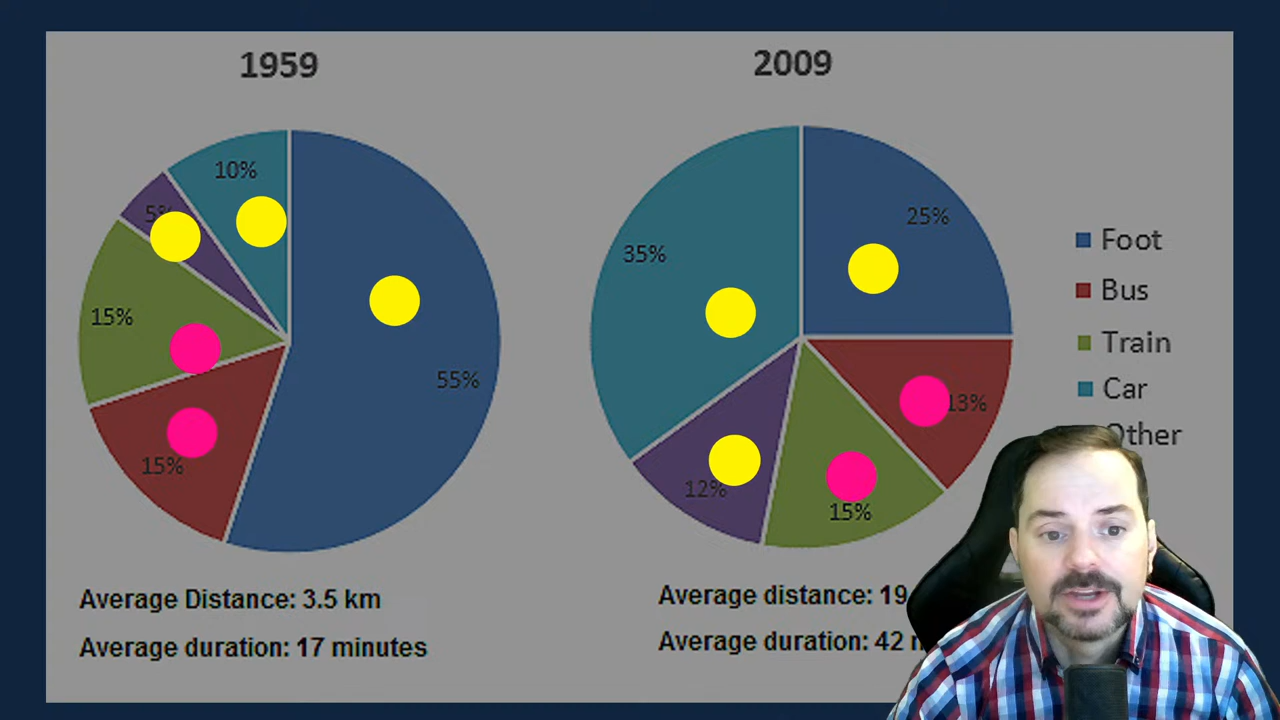 1959
2009
10%
5%
15%
15%
55%
25%
35%
13%
12%
15%
Foot
Bus
Train
Car
Other
Average Distance: 3.5 km
Average duration: 17 minutes
Average distance: 19
Average duration: 42